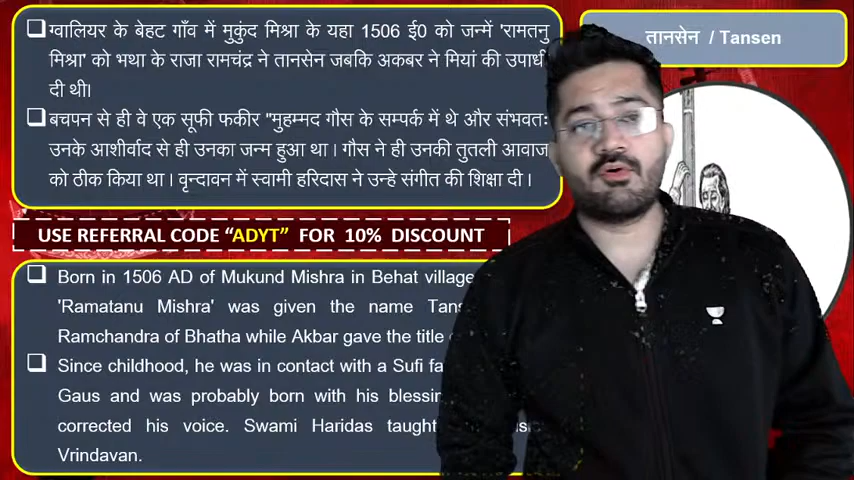 ग्वालियर के बेहट गाँव में मुकुंद मिश्रा के यहा 1506 ई0 को जन्में 'रामतनु
मिश्रा' को भथा के राजा रामचंद्र ने तानसेन जबकि अकबर ने मियां की उपाधी
दी थी।
बचपन से ही वे एक सूफी फकीर "मुहम्मद गौस के सम्पर्क में थे और संभवतः
उनके आशीर्वाद से ही उनका जन्म हुआ था। गौस ने ही उनकी तुतली आवाज
को ठीक किया था। वृन्दावन में स्वामी हरिदास ने उन्हे संगीत की शिक्षा दी।
तानसेन / Tansen
USE REFERRAL CODE “ADYT” FOR 10% DISCOUNT
Born in 1506 AD of Mukund Mishra in Behat village
'Ramatanu Mishra' was given the name
Ramchandra of Bhatha while Akbar gave the title
Since childhood, he was in contact with a Sufi
Gaus and was probably born with his
corrected his voice. Swami Haridas taught
Vrindavan.